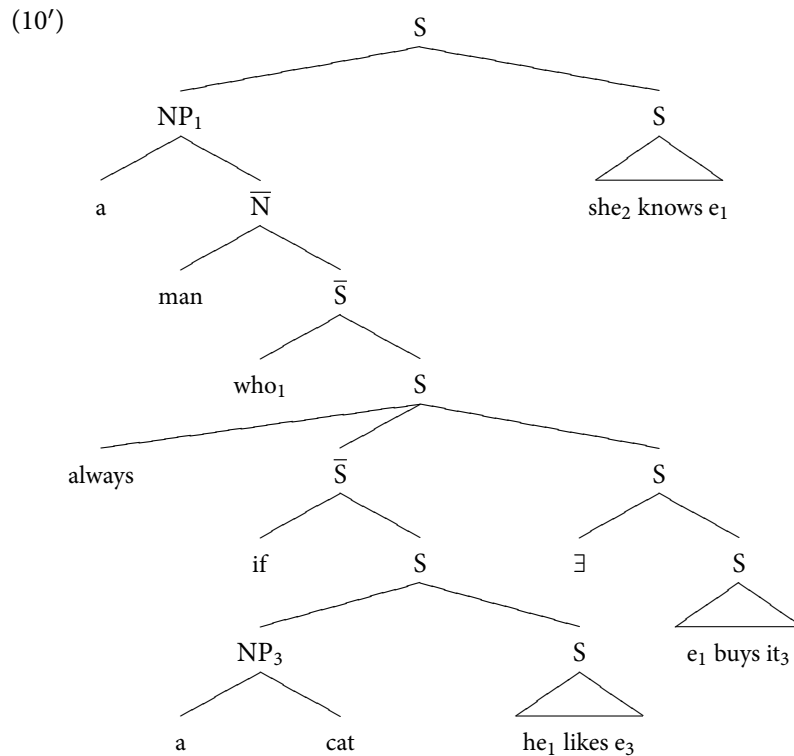 (10′)
S
NP₁ S
a N̅ she₂ knows e₁
man S̅
who₁ S
always S̅ S
if S ∃ S
NP₃ S e₁ buys it₃
a cat he₁ likes e₃